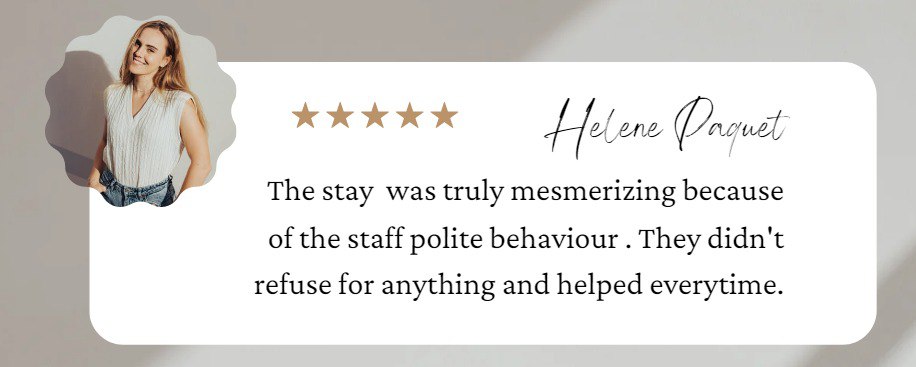 Helene Paquet
The stay  was truly mesmerizing because
of the staff polite behaviour . They didn't
refuse for anything and helped everytime.